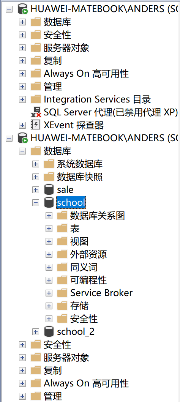 HUAWEI-MATEBOOK\ANDERS (SQ
数据库
安全性
服务器对象
复制
Always On 高可用性
管理
Integration Services 目录
SQL Server 代理(已禁用代理 XP)
XEvent 探查器
HUAWEI-MATEBOOK\ANDERS (SQ
数据库
系统数据库
数据库快照
sale
school
数据库关系图
表
视图
外部资源
同义词
可编程性
Service Broker
存储
安全性
school_2
安全性
服务器对象
复制
Always On 高可用性
管理